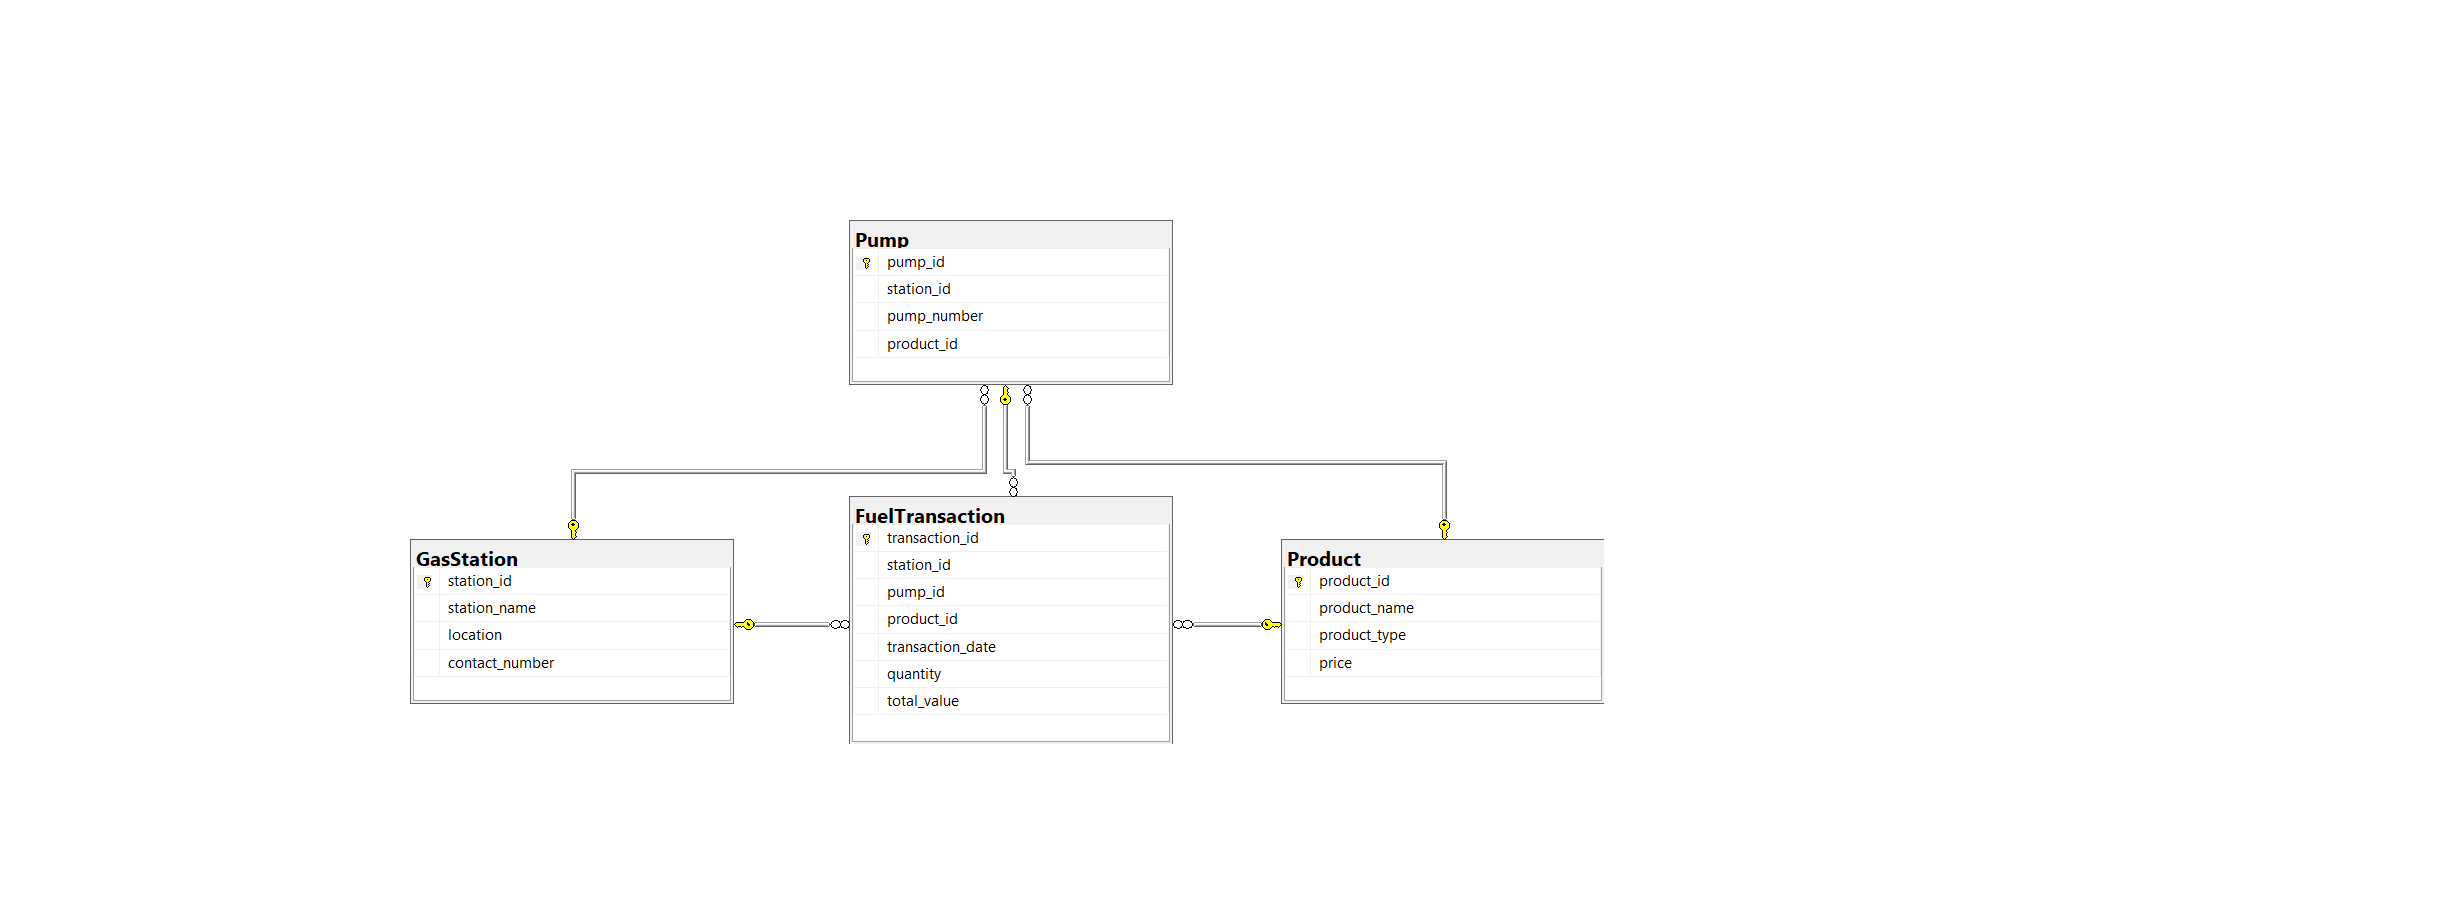 Pump
pump_id
station_id
pump_number
product_id
GasStation
station_id
station_name
location
contact_number
FuelTransaction
transaction_id
station_id
pump_id
product_id
transaction_date
quantity
total_value
Product
product_id
product_name
product_type
price